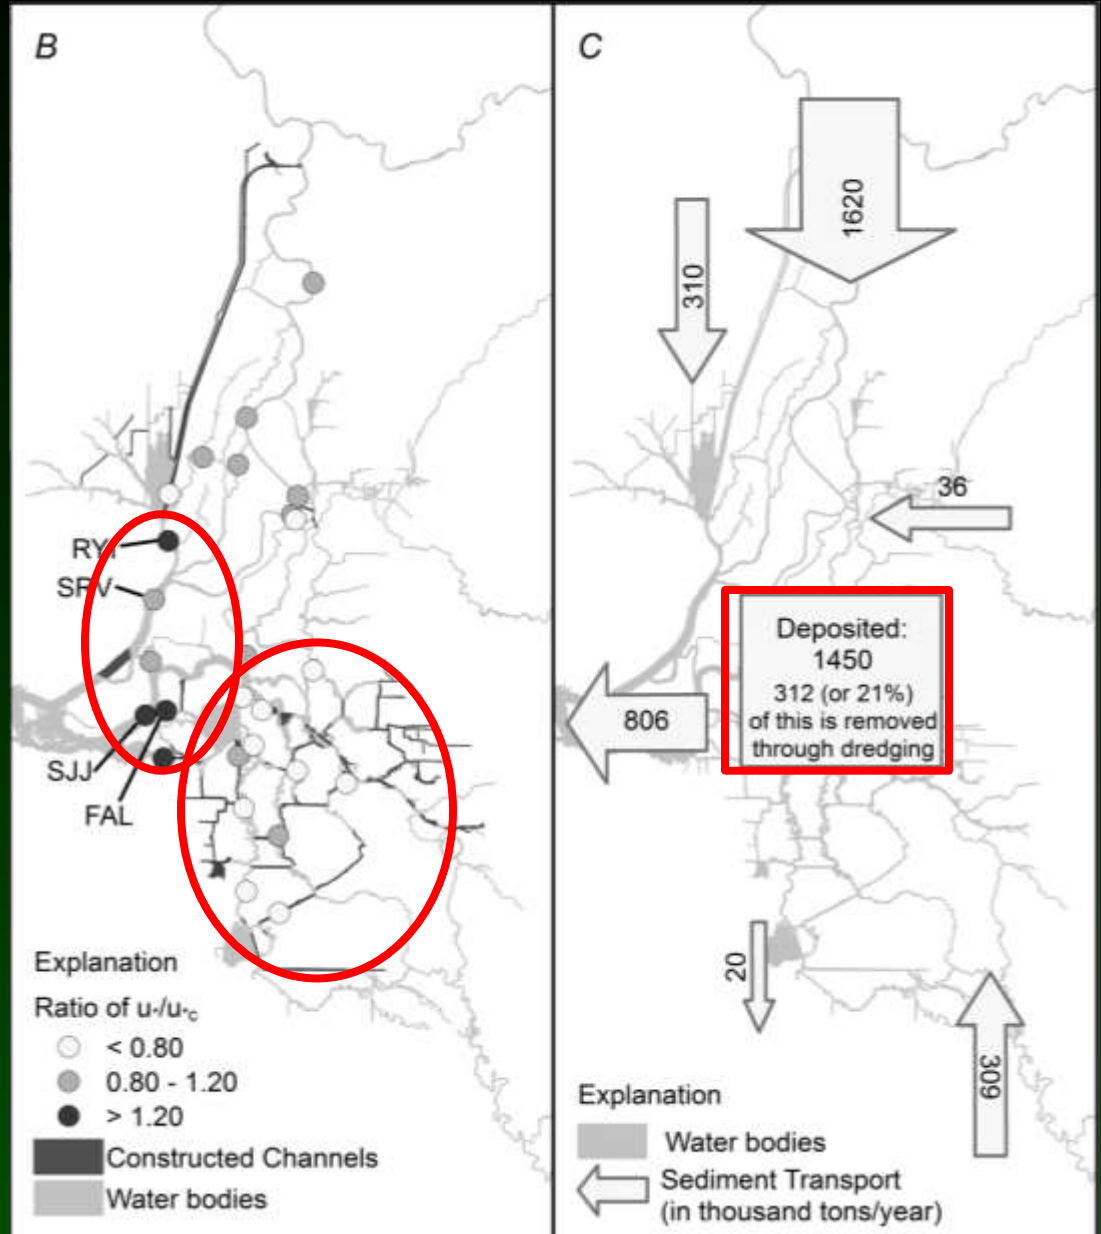 B
RYI
SRV
SJJ
FAL
Explanation
Ratio of u*/u*c
< 0.80
0.80 - 1.20
> 1.20
Constructed Channels
Water bodies
C
1620
310
36
Deposited:
1450
312 (or 21%)
of this is removed
through dredging
806
20
309
Explanation
Water bodies
Sediment Transport
(in thousand tons/year)